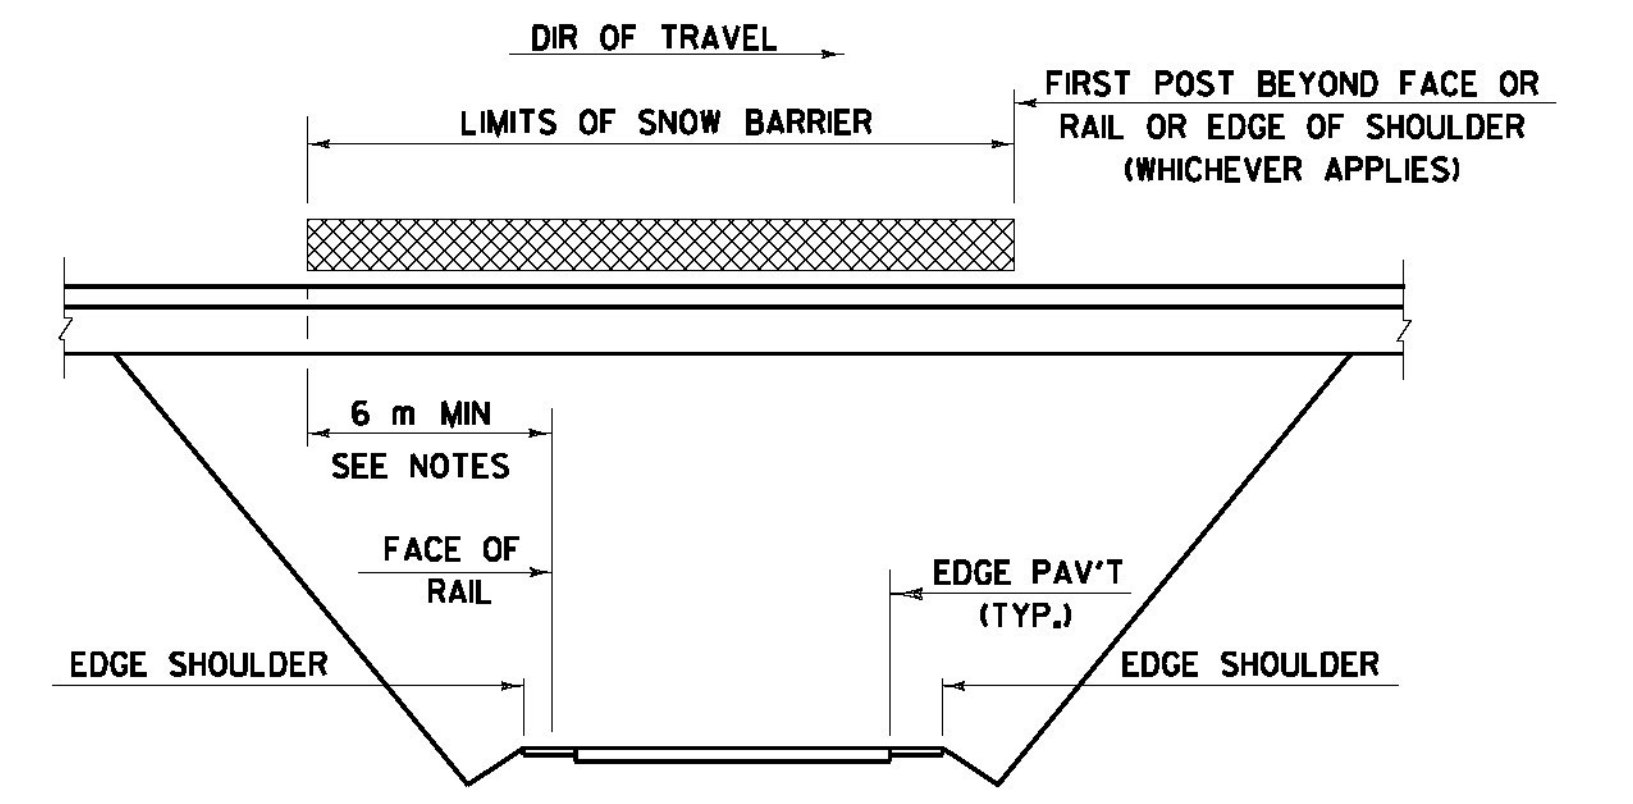 DIR OF TRAVEL
LIMITS OF SNOW BARRIER
FIRST POST BEYOND FACE OR
RAIL OR EDGE OF SHOULDER
(WHICHEVER APPLIES)
6 m MIN
SEE NOTES
FACE OF
RAIL
EDGE PAV'T
(TYP.)
EDGE SHOULDER
EDGE SHOULDER